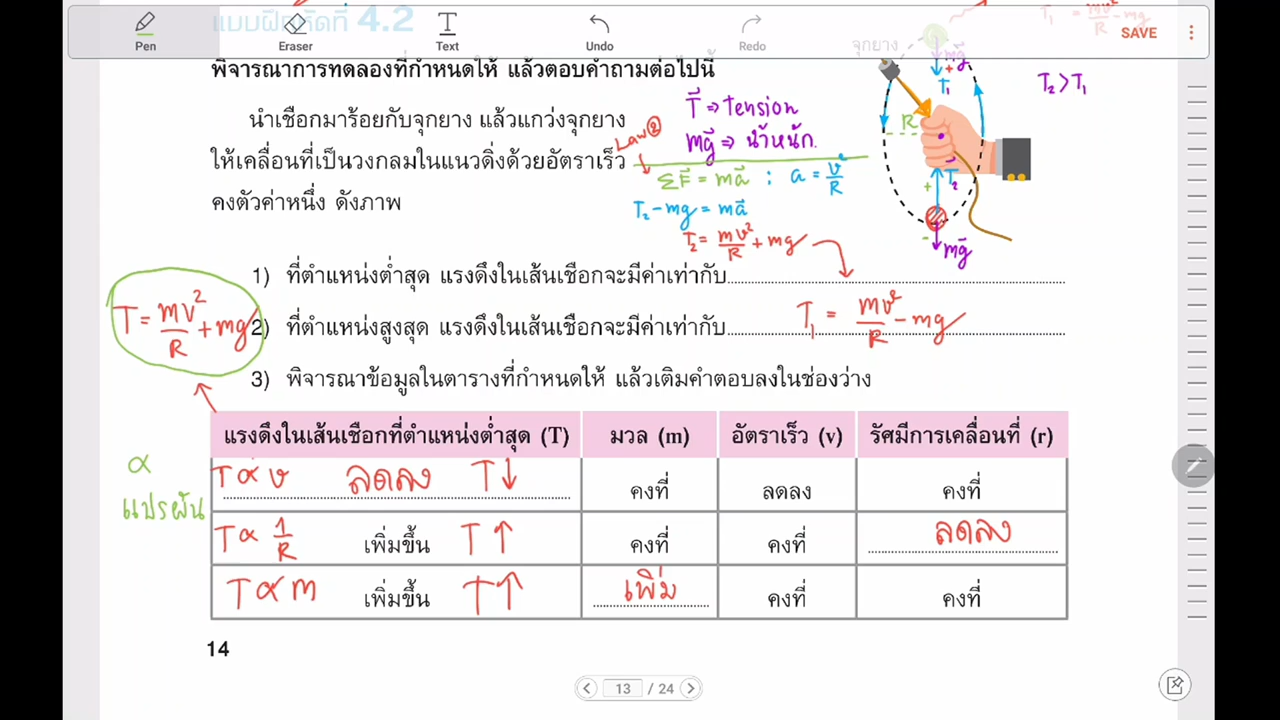 แบบฝึกหัดที่ 4.2
Pen
Eraser
Text
Undo
Redo
SAVE
T₁ = mv²/R - mg
จุกยาง
พิจารณาการทดลองที่กำหนดให้ แล้วตอบคำถามต่อไปนี้
นำเชือกมาร้อยกับจุกยาง แล้วแกว่งจุกยาง
ให้เคลื่อนที่เป็นวงกลมในแนวดิ่งด้วยอัตราเร็ว
คงตัวค่าหนึ่ง ดังภาพ
T⃗ ⇒ tension
mg⃗ ⇒ น้ำหนัก.
Law ②
ΣF⃗ = ma⃗ : a = v²/R
T₂ - mg = ma⃗
T₂ = mv²/R + mg
mg⃗
+
T₁
T₂ > T₁
R
T₂
+
-
mg⃗
1) ที่ตำแหน่งต่ำสุด แรงดึงในเส้นเชือกจะมีค่าเท่ากับ
2) ที่ตำแหน่งสูงสุด แรงดึงในเส้นเชือกจะมีค่าเท่ากับ T₁ = mv²/R - mg
T = mv²/R + mg
3) พิจารณาข้อมูลในตารางที่กำหนดให้ แล้วเติมคำตอบลงในช่องว่าง
แรงดึงในเส้นเชือกที่ตำแหน่งต่ำสุด (T) มวล (m) อัตราเร็ว (v) รัศมีการเคลื่อนที่ (r)
T ∝ v ลดลง T↓ คงที่ ลดลง คงที่
T ∝ 1/R เพิ่มขึ้น T↑ คงที่ คงที่ ลดลง
T ∝ m เพิ่มขึ้น T↑ เพิ่ม คงที่ คงที่
∝
แปรผัน
14
13 / 24